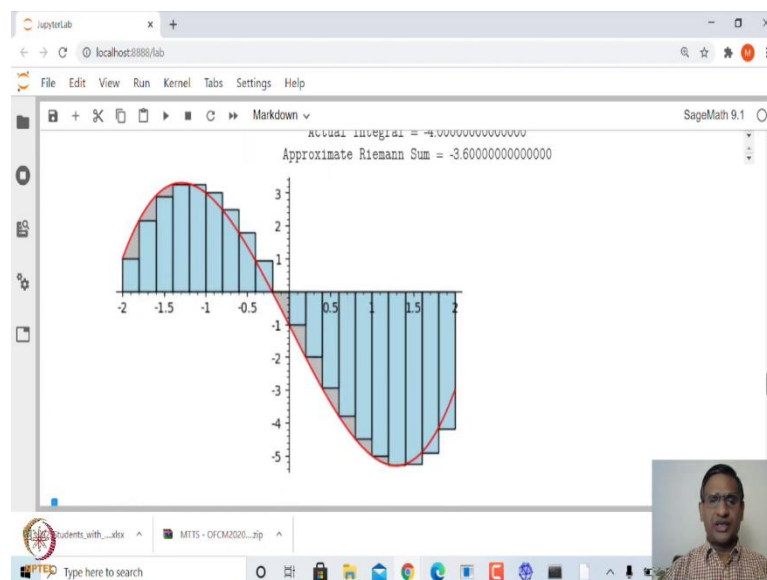 JupyterLab
localhost:8888/lab
M
File Edit View Run Kernel Tabs Settings Help
Markdown
SageMath 9.1
Actual Integral = -4.00000000000000
Approximate Riemann Sum = -3.60000000000000
3
2
1
-2 -1.5 -1 -0.5 0.5 1 1.5 2
-1
-2
-3
-4
-5
Students_with_....xlsx
MTTS - OFCM2020....zip
NPTEL
Type here to search